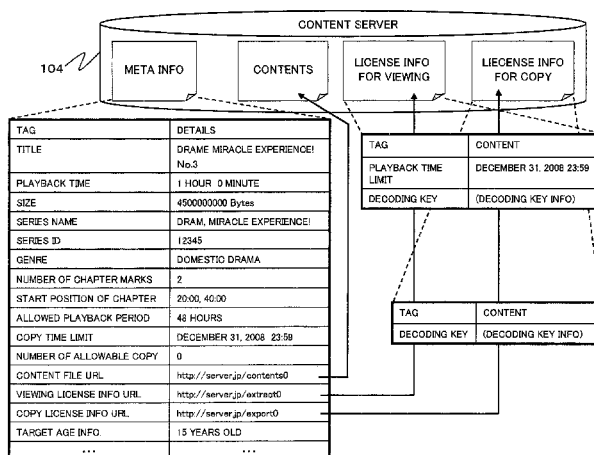 CONTENT SERVER
104
META INFO
CONTENTS
LICENSE INFO
FOR VIEWING
LIECENSE INFO
FOR COPY
TAG DETAILS
TITLE DRAME MIRACLE EXPERIENCE!
No.3
PLAYBACK TIME 1 HOUR 0 MINUTE
SIZE 4500000000 Bytes
SERIES NAME DRAM, MIRACLE EXPERIENCE!
SERIES ID 12345
GENRE DOMESTIC DRAMA
NUMBER OF CHAPTER MARKS 2
START POSITION OF CHAPTER 20:00, 40:00
ALLOWED PLAYBACK PERIOD 48 HOURS
COPY TIME LIMIT DECEMBER 31, 2008 23:59
NUMBER OF ALLOWABLE COPY 0
CONTENT FILE URL http://server.jp/contents0
VIEWING LICENSE INFO URL http://server.jp/extract0
COPY LICENSE INFO URL http://server.jp/export0
TARGET AGE INFO. 15 YEARS OLD
... ...
TAG CONTENT
PLAYBACK TIME DECEMBER 31, 2008 23:59
LIMIT
DECODING KEY (DECODING KEY INFO)
TAG CONTENT
DECODING KEY (DECODING KEY INFO)